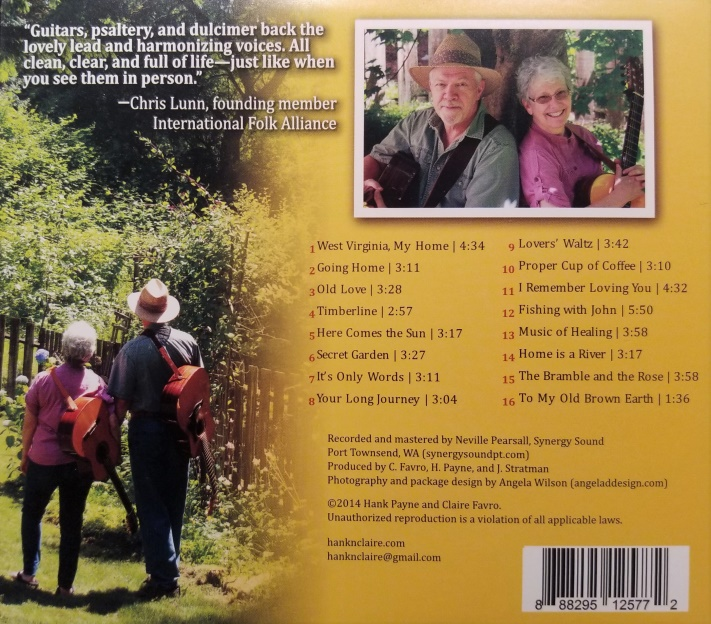 “Guitars, psaltery, and dulcimer back the
lovely lead and harmonizing voices. All
clean, clear, and full of life—just like when
you see them in person.”
—Chris Lunn, founding member
International Folk Alliance
1 West Virginia, My Home | 4:34
2 Going Home | 3:11
3 Old Love | 3:28
4 Timberline | 2:57
5 Here Comes the Sun | 3:17
6 Secret Garden | 3:27
7 It's Only Words | 3:11
8 Your Long Journey | 3:04
9 Lovers' Waltz | 3:42
10 Proper Cup of Coffee | 3:10
11 I Remember Loving You | 4:32
12 Fishing with John | 5:50
13 Music of Healing | 3:58
14 Home is a River | 3:17
15 The Bramble and the Rose | 3:58
16 To My Old Brown Earth | 1:36
Recorded and mastered by Neville Pearsall, Synergy Sound
Port Townsend, WA (synergysoundpt.com)
Produced by C. Favro, H. Payne, and J. Stratman
Photography and package design by Angela Wilson (angeladdesign.com)
©2014 Hank Payne and Claire Favro.
Unauthorized reproduction is a violation of all applicable laws.
hanknclaire.com
hanknclaire@gmail.com
8 88295 12577 2